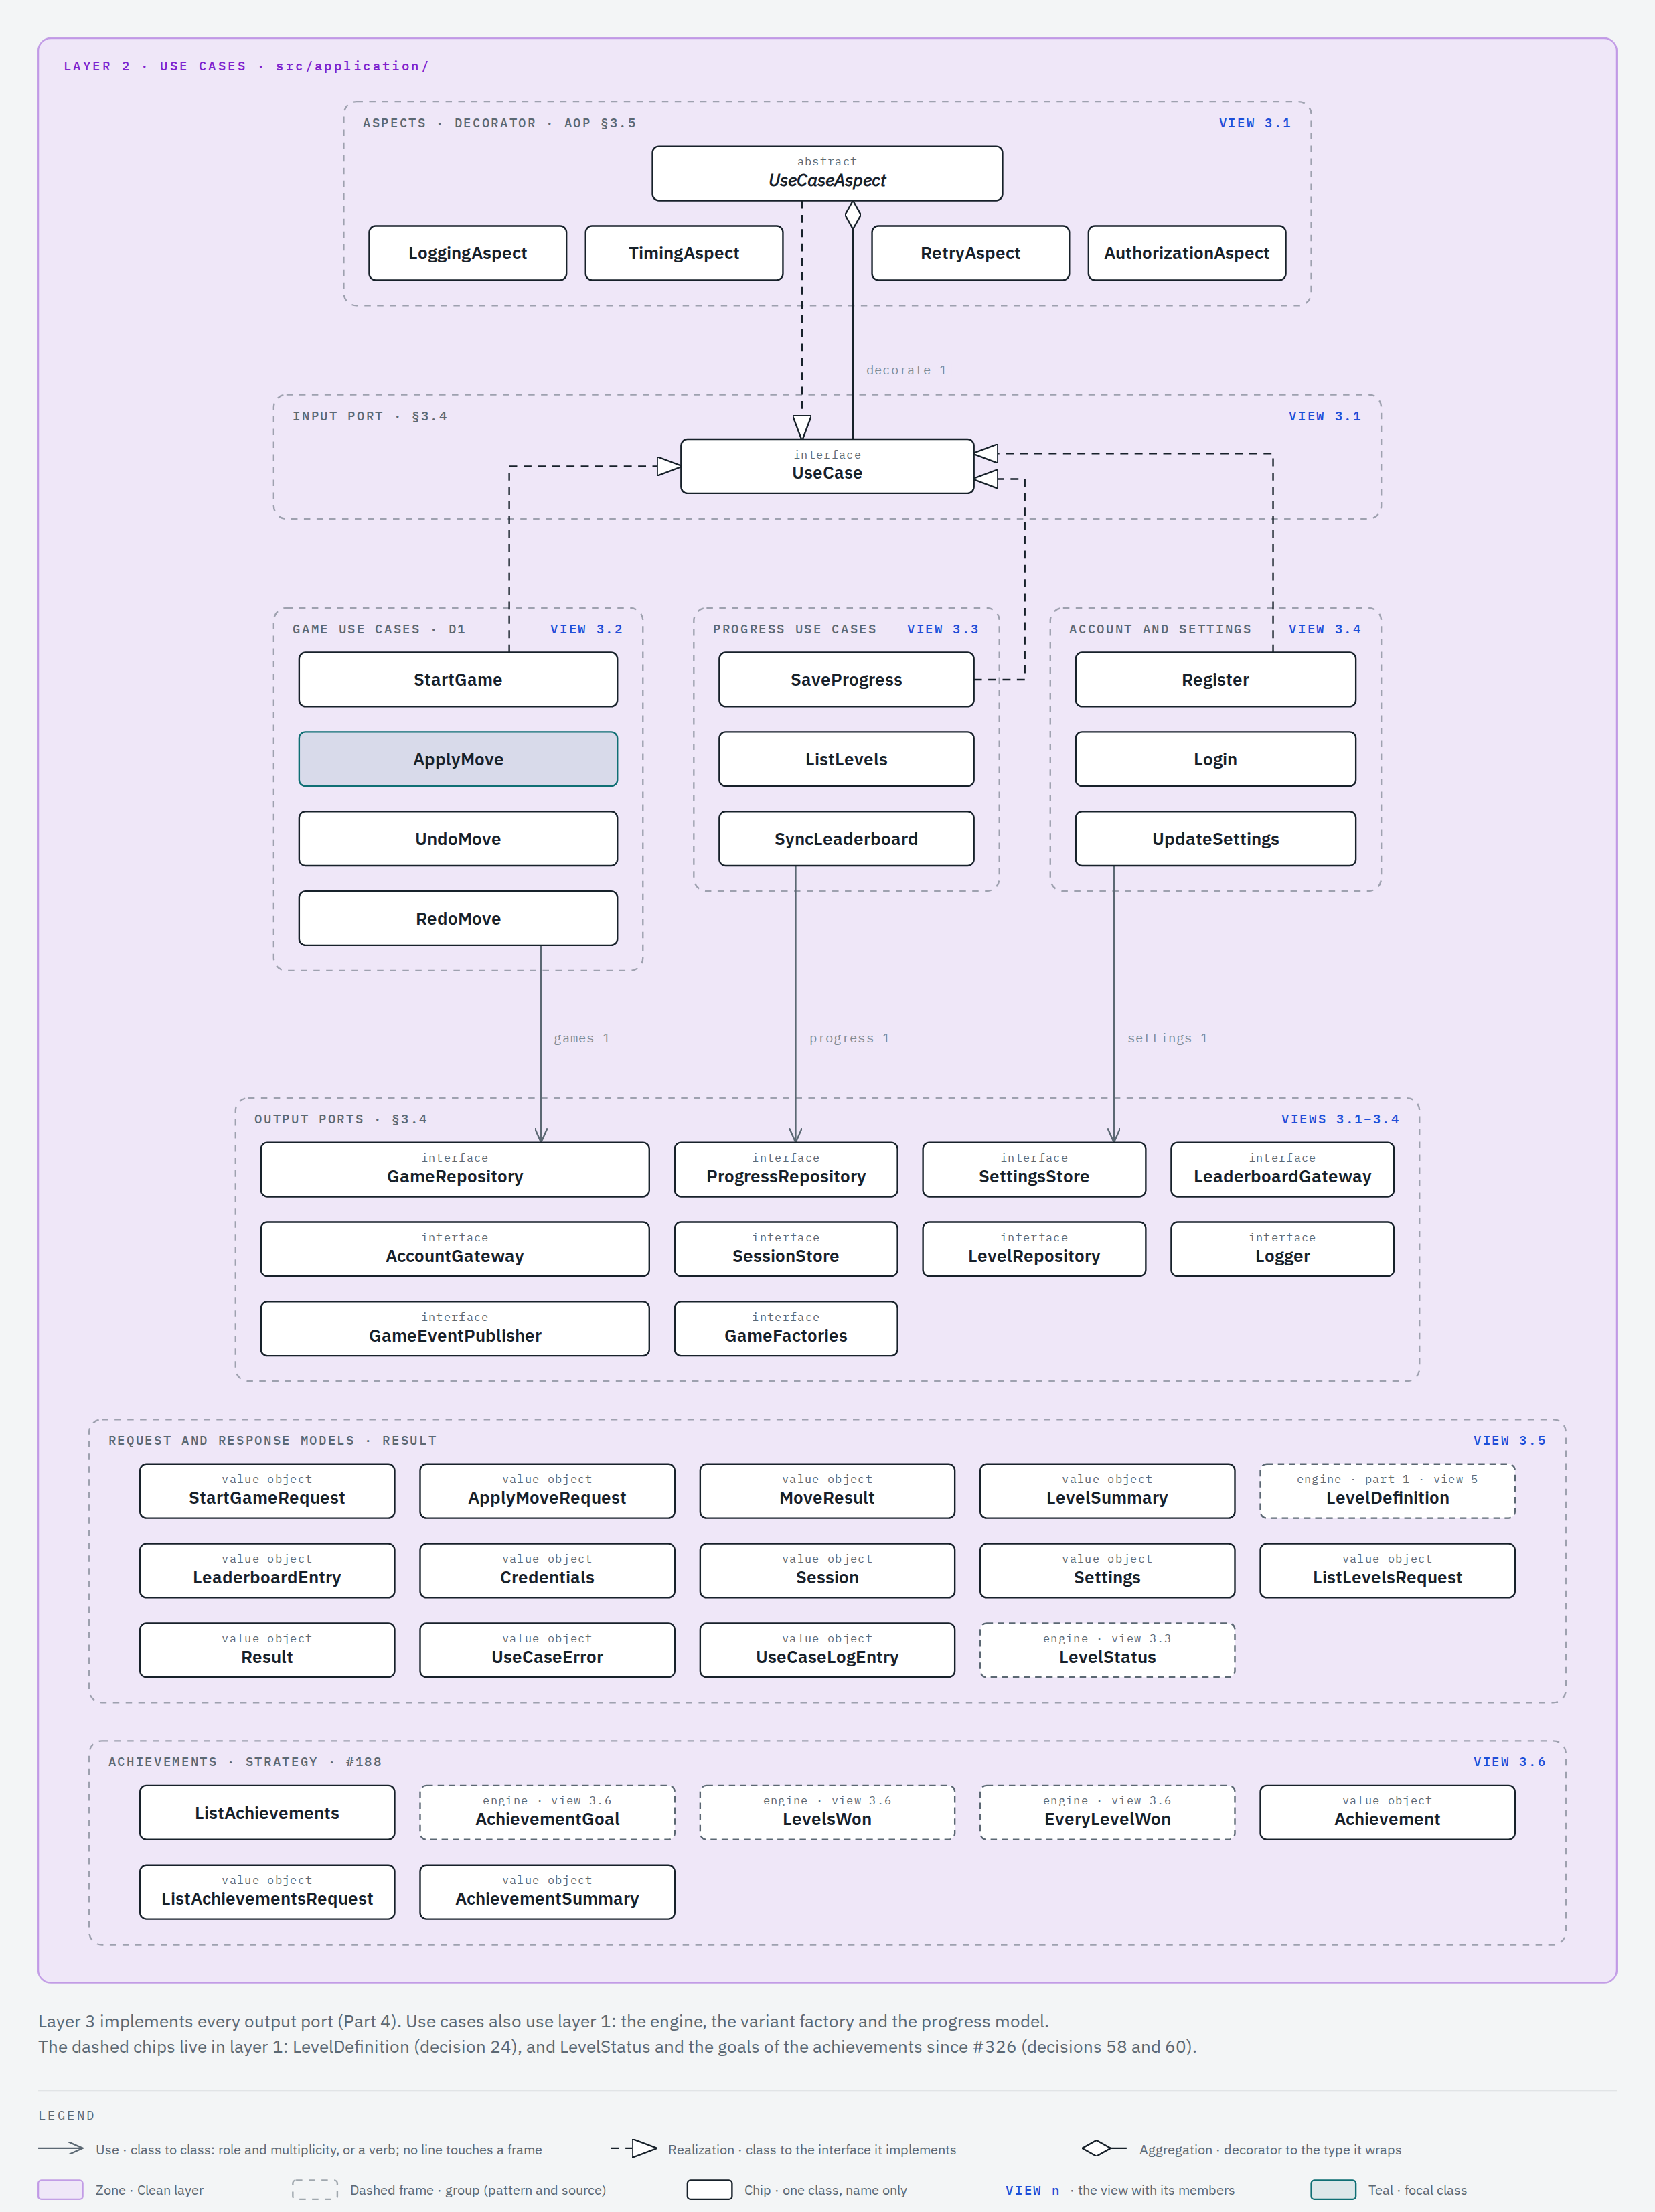 LAYER 2 · USE CASES · src/application/
ASPECTS · DECORATOR · AOP §3.5
VIEW 3.1
abstract
UseCaseAspect
LoggingAspect
TimingAspect
RetryAspect
AuthorizationAspect
decorate 1
INPUT PORT · §3.4
VIEW 3.1
interface
UseCase
GAME USE CASES · D1
VIEW 3.2
StartGame
ApplyMove
UndoMove
RedoMove
PROGRESS USE CASES
VIEW 3.3
SaveProgress
ListLevels
SyncLeaderboard
ACCOUNT AND SETTINGS
VIEW 3.4
Register
Login
UpdateSettings
games 1
progress 1
settings 1
OUTPUT PORTS · §3.4
VIEWS 3.1–3.4
interface
GameRepository
interface
ProgressRepository
interface
SettingsStore
interface
LeaderboardGateway
interface
AccountGateway
interface
SessionStore
interface
LevelRepository
interface
Logger
interface
GameEventPublisher
interface
GameFactories
REQUEST AND RESPONSE MODELS · RESULT
VIEW 3.5
value object
StartGameRequest
value object
ApplyMoveRequest
value object
MoveResult
value object
LevelSummary
engine · part 1 · view 5
LevelDefinition
value object
LeaderboardEntry
value object
Credentials
value object
Session
value object
Settings
value object
ListLevelsRequest
value object
Result
value object
UseCaseError
value object
UseCaseLogEntry
engine · view 3.3
LevelStatus
ACHIEVEMENTS · STRATEGY · #188
VIEW 3.6
ListAchievements
engine · view 3.6
AchievementGoal
engine · view 3.6
LevelsWon
engine · view 3.6
EveryLevelWon
value object
Achievement
value object
ListAchievementsRequest
value object
AchievementSummary
Layer 3 implements every output port (Part 4). Use cases also use layer 1: the engine, the variant factory and the progress model.
The dashed chips live in layer 1: LevelDefinition (decision 24), and LevelStatus and the goals of the achievements since #326 (decisions 58 and 60).
LEGEND
Use · class to class: role and multiplicity, or a verb; no line touches a frame
Realization · class to the interface it implements
Aggregation · decorator to the type it wraps
Zone · Clean layer
Dashed frame · group (pattern and source)
Chip · one class, name only
VIEW n · the view with its members
Teal · focal class